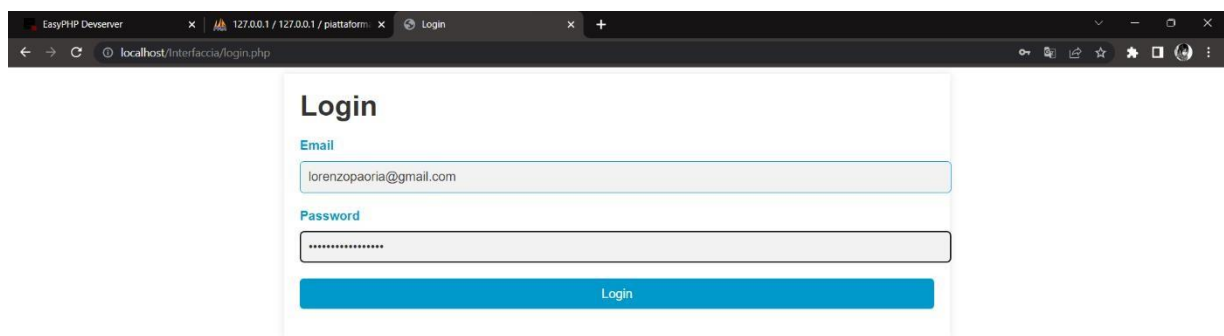 EasyPHP Devserver
127.0.0.1 / 127.0.0.1 / piattaform
Login
localhost/Interfaccia/login.php
Login
Email
lorenzopaoria@gmail.com
Password
•••••••••••••••••
Login